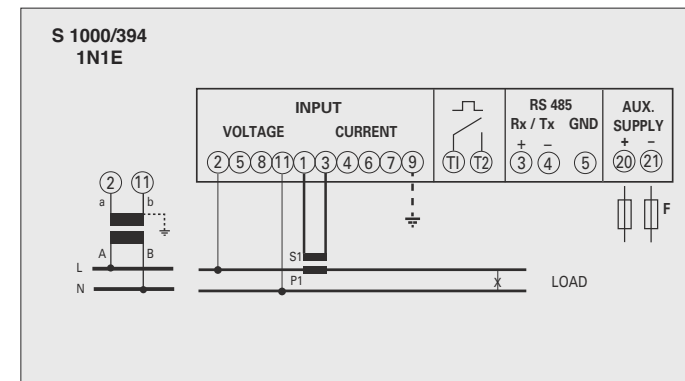 S 1000/394
1N1E
INPUT
VOLTAGE CURRENT
2 5 8 11 1 3 4 6 7 9
T1 T2
RS 485
Rx / Tx GND
+ –
3 4 5
AUX.
SUPPLY
+ –
20 21
F
2 11
a b
A B
L
N
S1
P1
X
LOAD